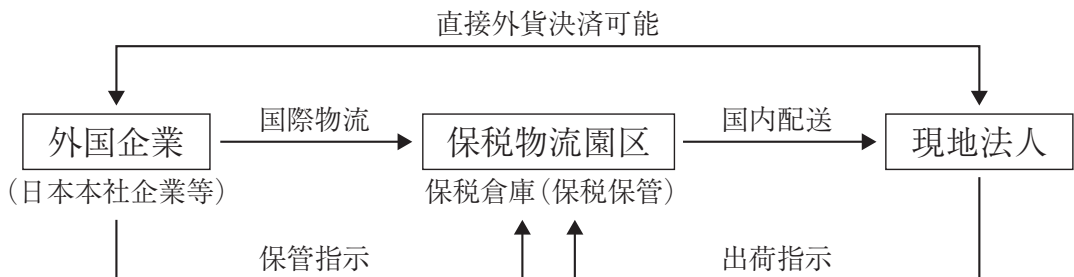 直接外貨決済可能
外国企業
国際物流
保税物流園区
国内配送
現地法人
（日本本社企業等）
保税倉庫（保税保管）
保管指示
出荷指示